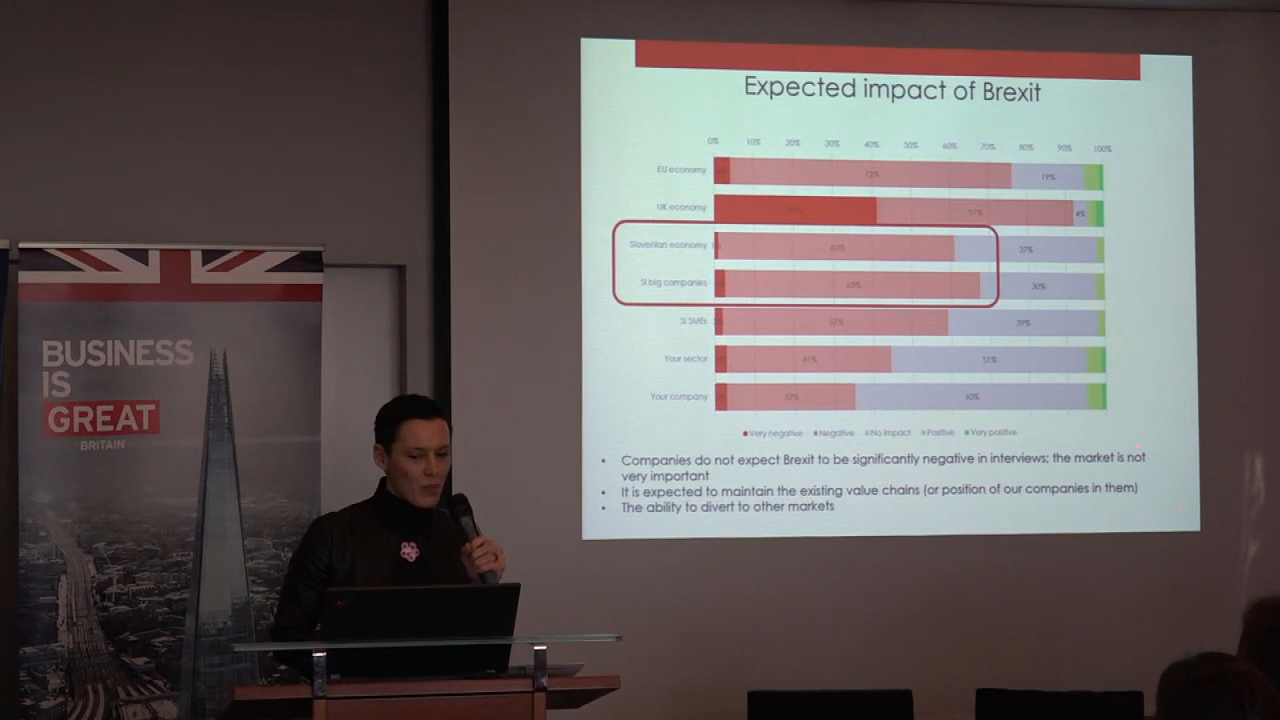 BUSINESS
IS
GREAT
BRITAIN
Expected impact of Brexit
0% 10% 20% 30% 40% 50% 60% 70% 80% 90% 100%
EU economy 72% 19%
UK economy 51% 4%
Slovenian economy 60% 37%
SI big companies 65% 30%
SI SMEs 57% 39%
Your sector 41% 51%
Your company 32% 60%
Very negative Negative No impact Positive Very positive
• Companies do not expect Brexit to be significantly negative in interviews; the market is not
very important
• It is expected to maintain the existing value chains (or position of our companies in them)
• The ability to divert to other markets